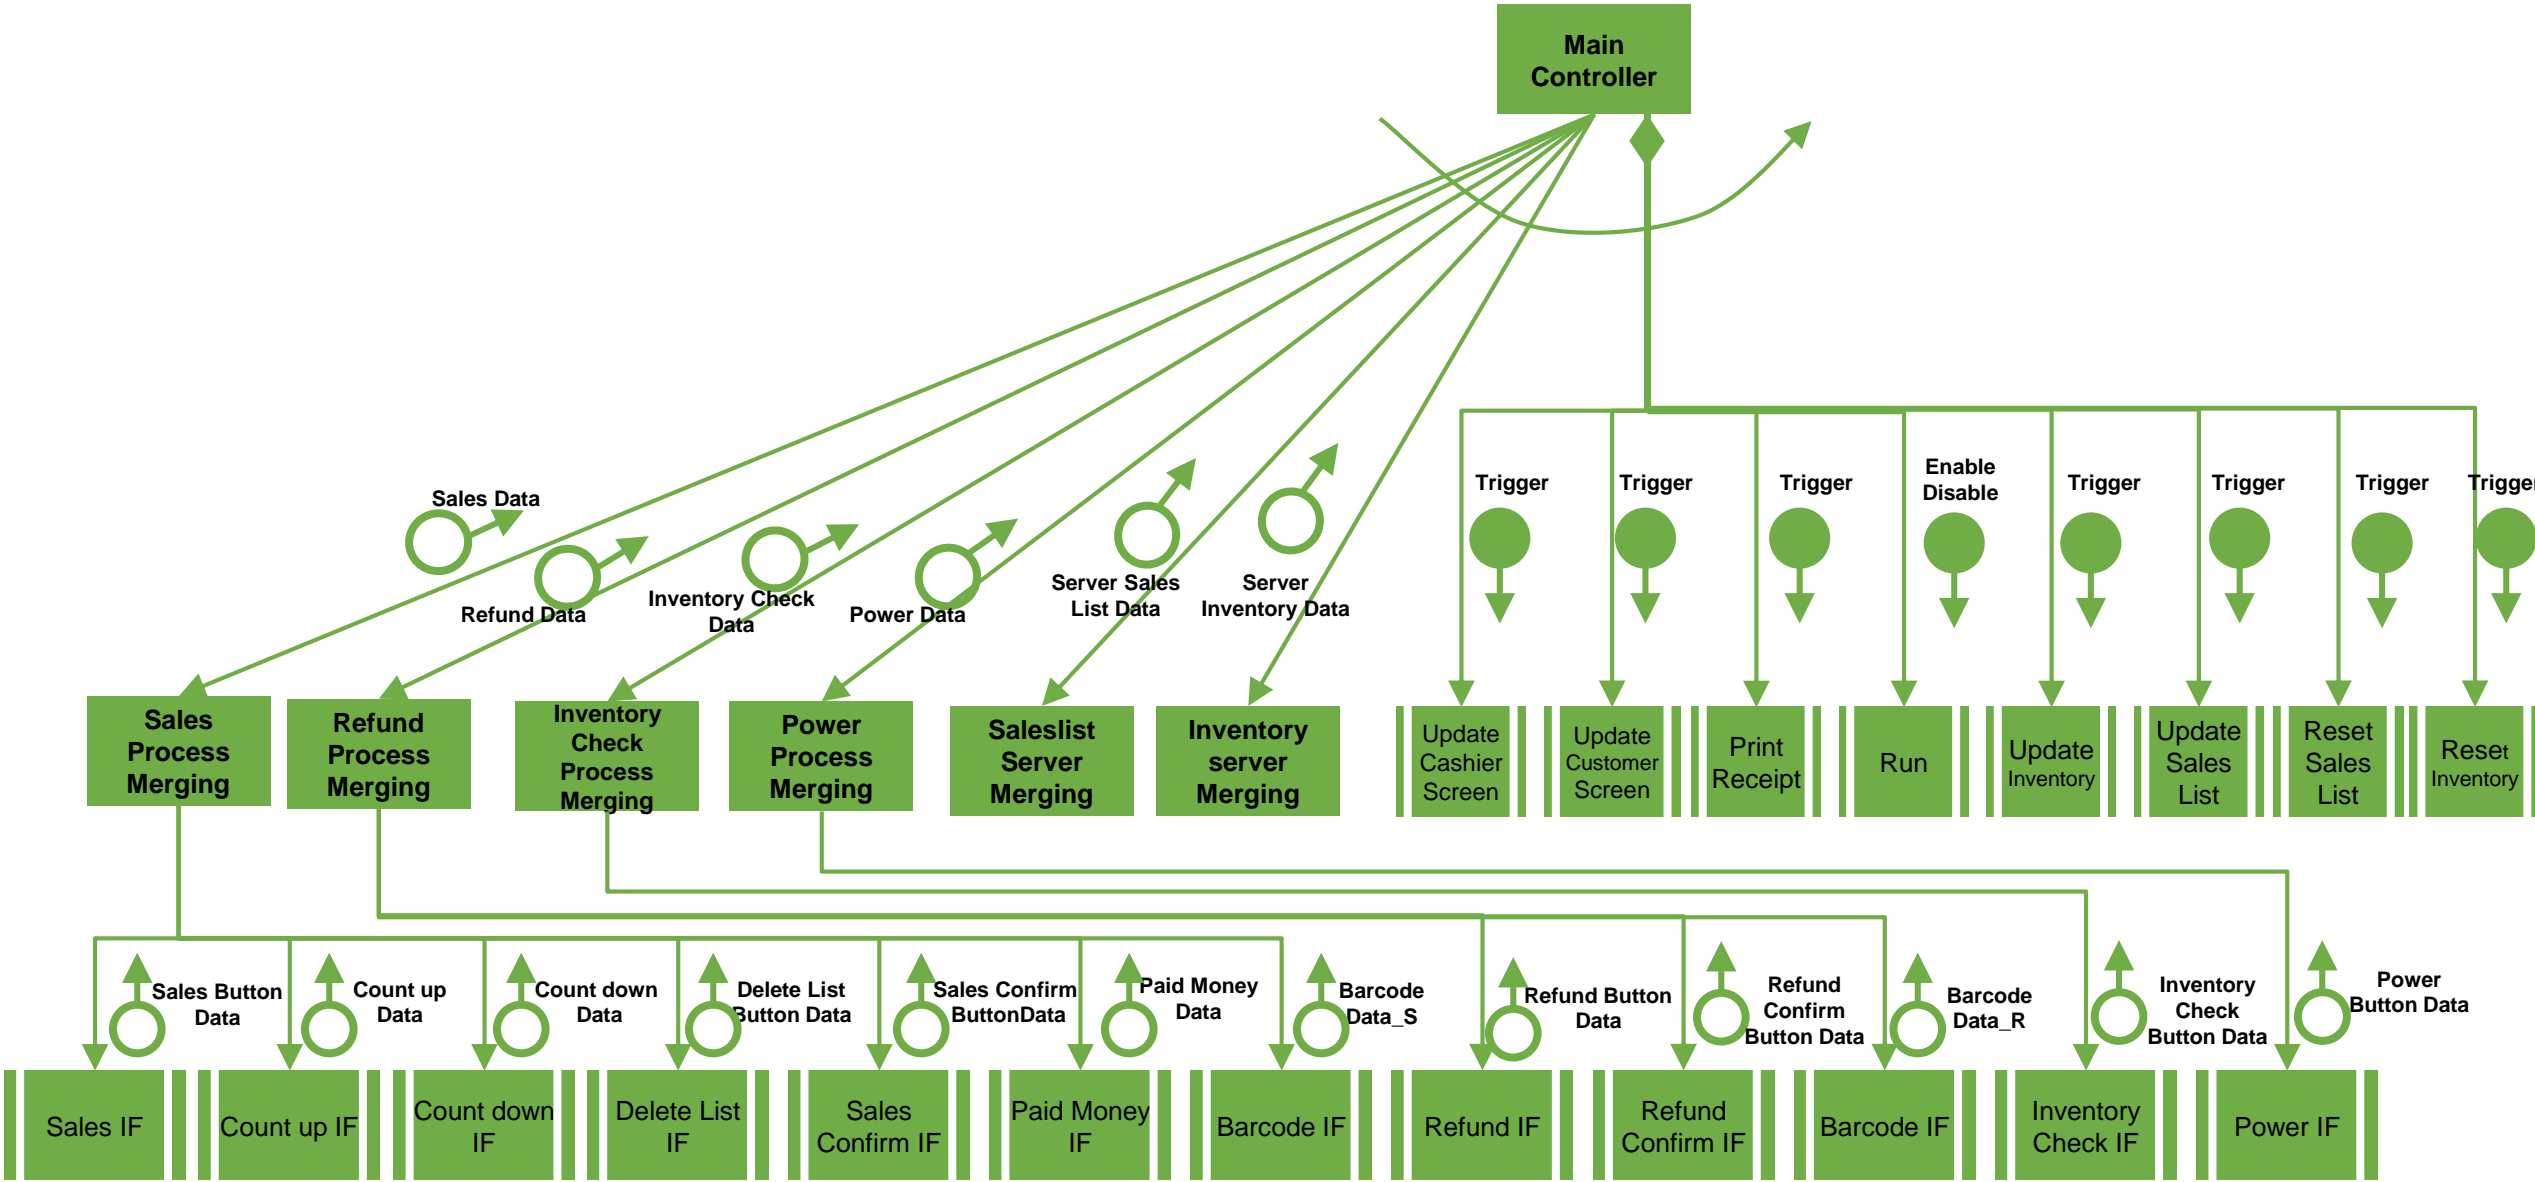 Main
Controller
Trigger
Trigger
Trigger
Enable
Disable
Trigger
Trigger
Trigger
Trigger
Sales Data
Refund Data
Inventory Check
Data
Power Data
Server Sales
List Data
Server
Inventory Data
Sales
Process
Merging
Refund
Process
Merging
Inventory
Check
Process
Merging
Power
Process
Merging
Saleslist
Server
Merging
Inventory
server
Merging
Update
Cashier
Screen
Update
Customer
Screen
Print
Receipt
Run
Update
Inventory
Update
Sales
List
Reset
Sales
List
Reset
Inventory
Sales Button
Data
Count up
Data
Count down
Data
Delete List
Button Data
Sales Confirm
ButtonData
Paid Money
Data
Barcode
Data_S
Refund Button
Data
Refund
Confirm
Button Data
Barcode
Data_R
Inventory
Check
Button Data
Power
Button Data
Sales IF
Count up IF
Count down
IF
Delete List
IF
Sales
Confirm IF
Paid Money
IF
Barcode IF
Refund IF
Refund
Confirm IF
Barcode IF
Inventory
Check IF
Power IF